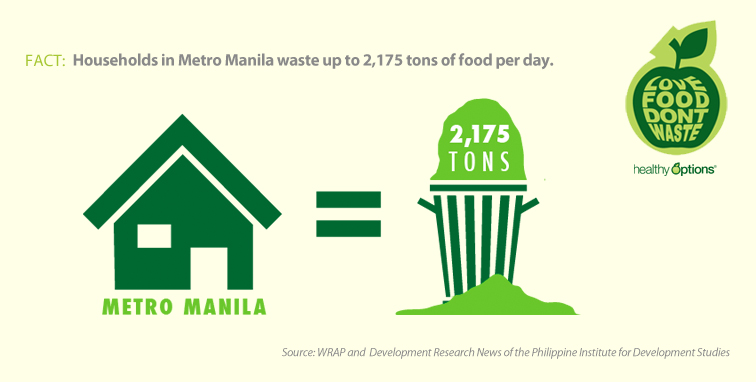 FACT: Households in Metro Manila waste up to 2,175 tons of food per day.
LOVE
FOOD
DONT
WASTE
healthy Options®
2,175
TONS
METRO MANILA
Source: WRAP and Development Research News of the Philippine Institute for Development Studies